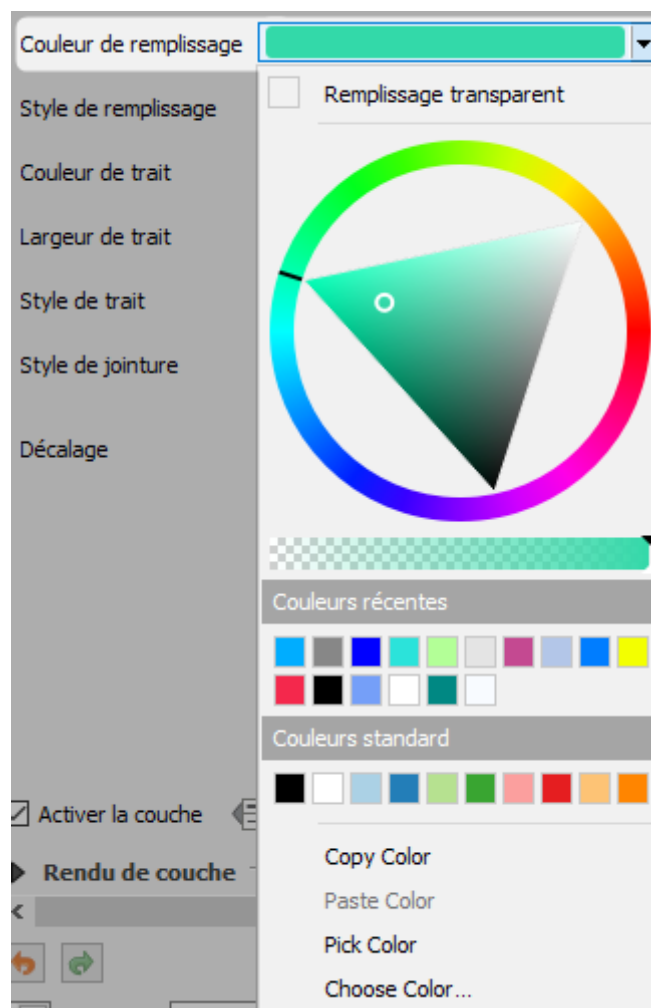 Couleur de remplissage
Remplissage transparent
Style de remplissage
Couleur de trait
Largeur de trait
Style de trait
Style de jointure
Décalage
Couleurs récentes
Couleurs standard
Activer la couche
Copy Color
Rendu de couche
Paste Color
Pick Color
Choose Color...